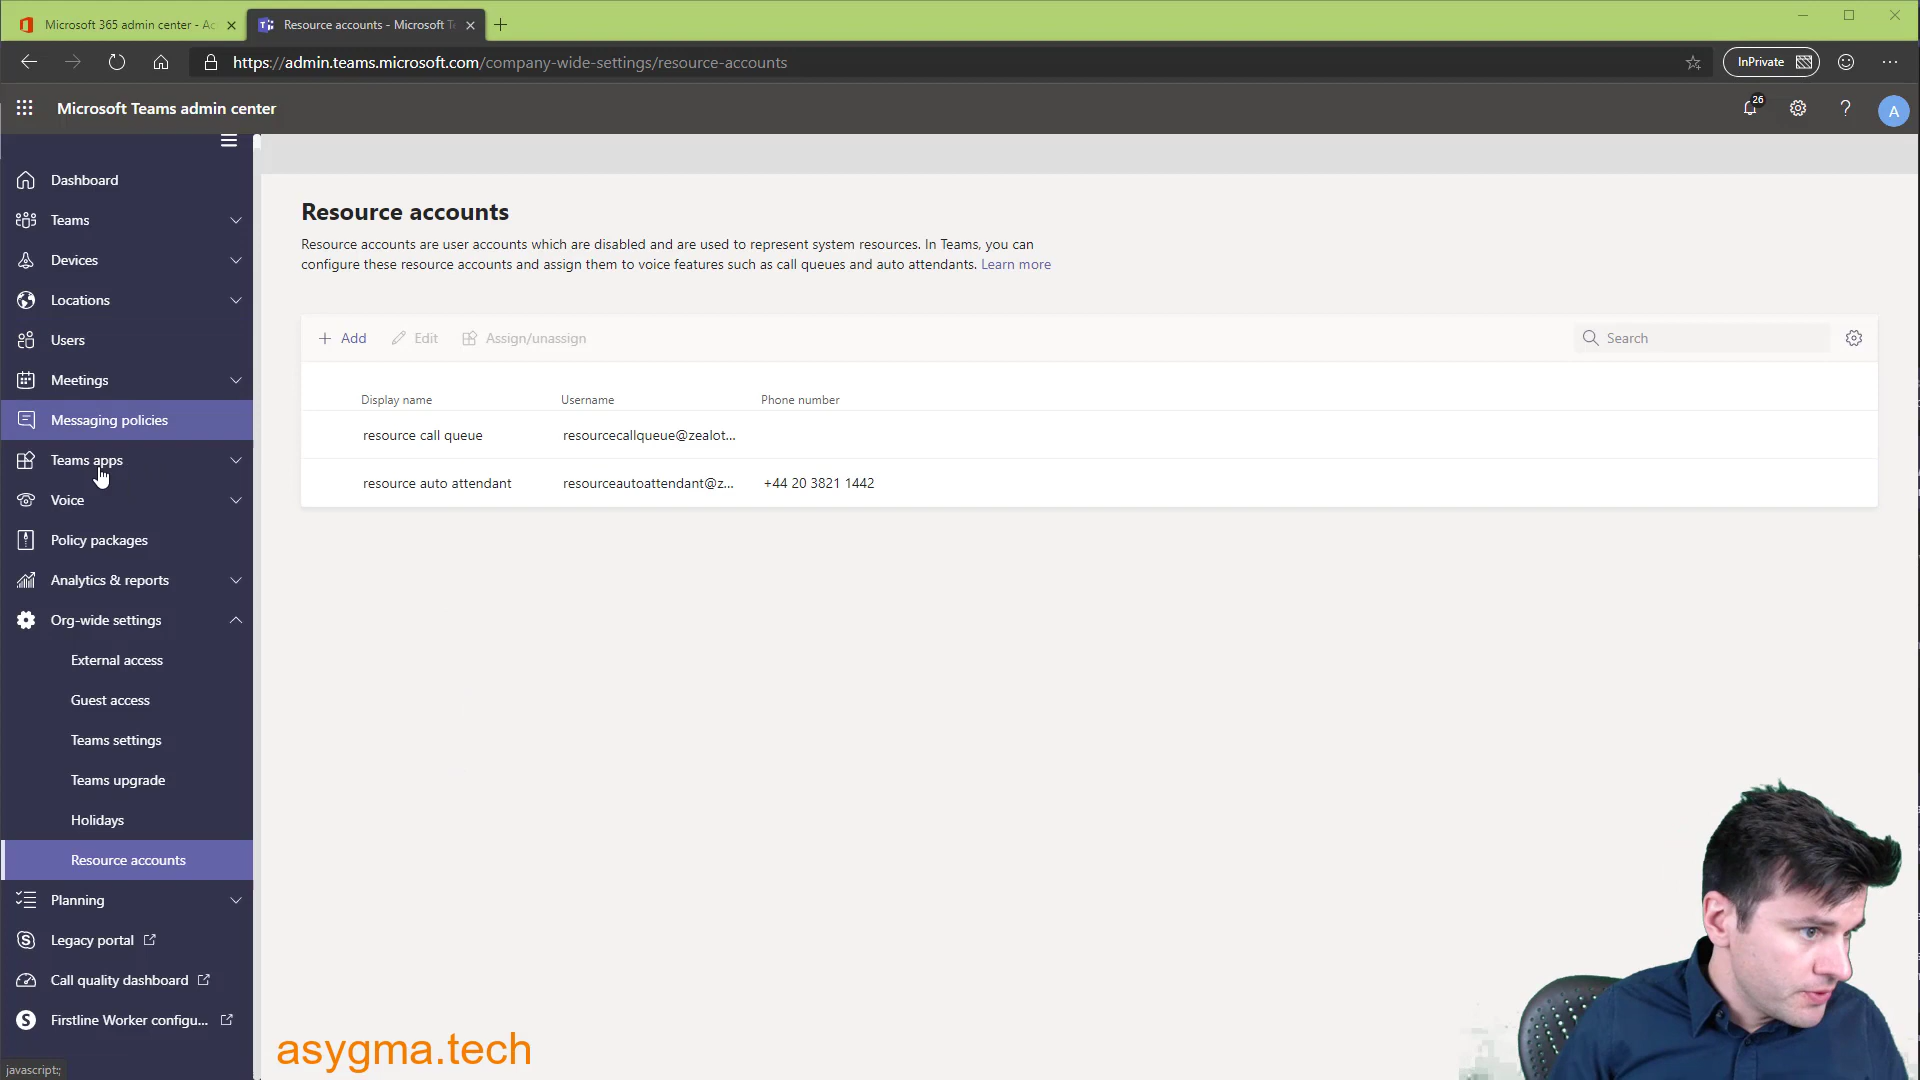 Microsoft 365 admin center - Ac
Resource accounts - Microsoft Te
https://admin.teams.microsoft.com/company-wide-settings/resource-accounts
InPrivate
Microsoft Teams admin center
26
?
A
Dashboard
Teams
Devices
Locations
Users
Meetings
Messaging policies
Teams apps
Voice
Policy packages
Analytics & reports
Org-wide settings
External access
Guest access
Teams settings
Teams upgrade
Holidays
Resource accounts
Planning
Legacy portal
Call quality dashboard
Firstline Worker configu...
javascript:;
Resource accounts
Resource accounts are user accounts which are disabled and are used to represent system resources. In Teams, you can
configure these resource accounts and assign them to voice features such as call queues and auto attendants. Learn more
+ Add Edit Assign/unassign Search
Display name Username Phone number
resource call queue resourcecallqueue@zealot...
resource auto attendant resourceautoattendant@z... +44 20 3821 1442
asygma.tech